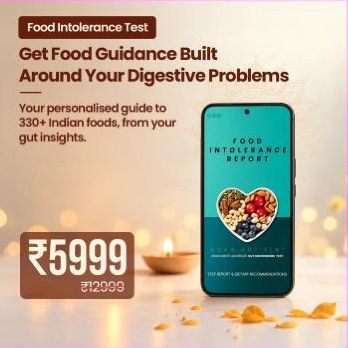 Food Intolerance Test
Get Food Guidance Built
Around Your Digestive Problems
Your personalised guide to
330+ Indian foods, from your
gut insights.
FOOD
INTOLERANCE
REPORT
₹5999
₹12999
TEST REPORT & DIETARY RECOMMENDATIONS